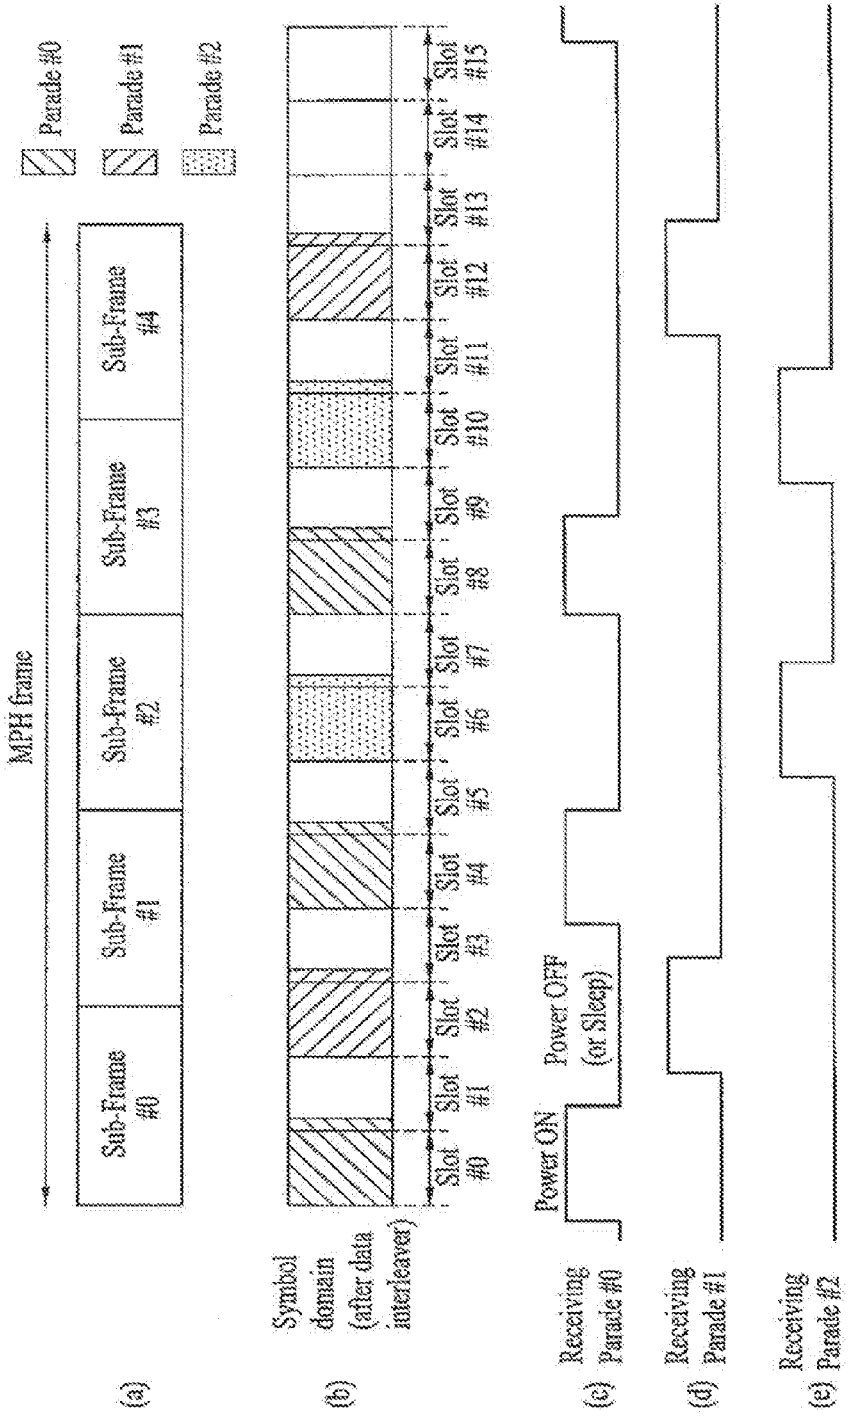 MPH frame
Sub-Frame
#0
Sub-Frame
#1
Sub-Frame
#2
Sub-Frame
#3
Sub-Frame
#4
Parade #0
Parade #1
Parade #2
(a)
Symbol
domain
(after data
interleaver)
(b)
Slot
#0
Slot
#1
Slot
#2
Slot
#3
Slot
#4
Slot
#5
Slot
#6
Slot
#7
Slot
#8
Slot
#9
Slot
#10
Slot
#11
Slot
#12
Slot
#13
Slot
#14
Slot
#15
Power ON
Power OFF
(or Sleep)
Receiving
(c) Parade #0
Receiving
(d) Parade #1
Receiving
(e) Parade #2